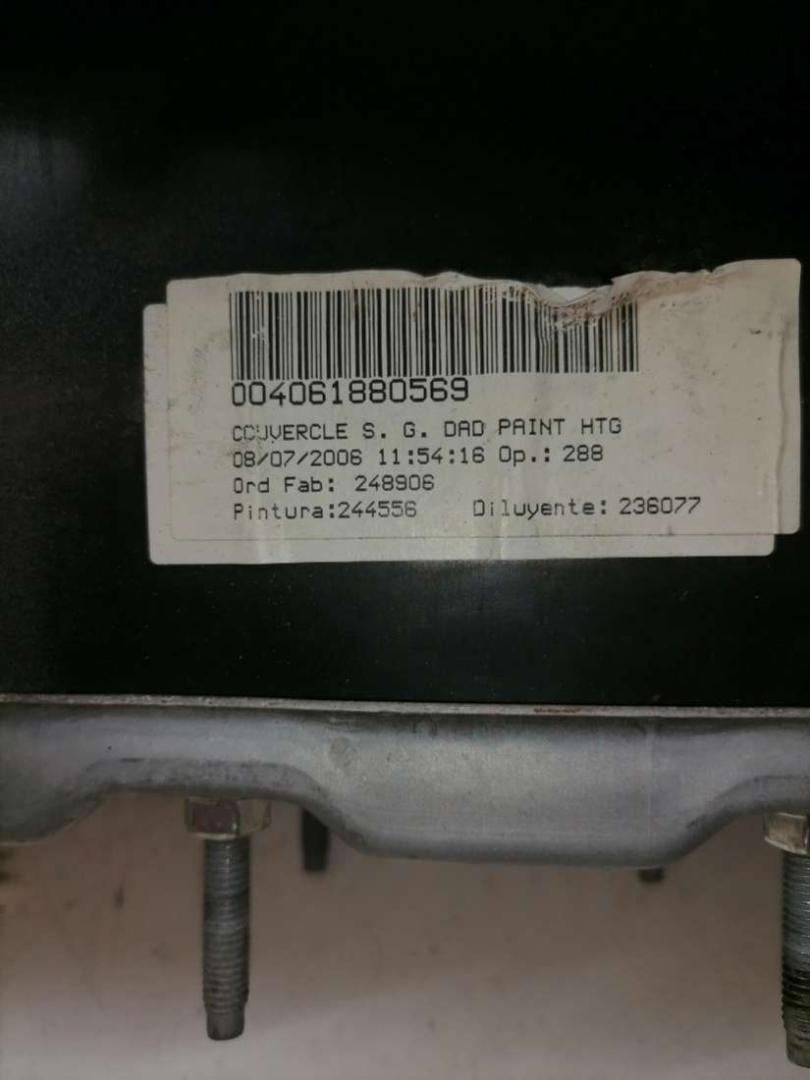 004061880569
COUVERCLE S. G. DAD PAINT HTG
08/07/2006 11:54:16 Op.: 288
Ord Fab: 248906
Pintura:244556 Diluyente: 236077